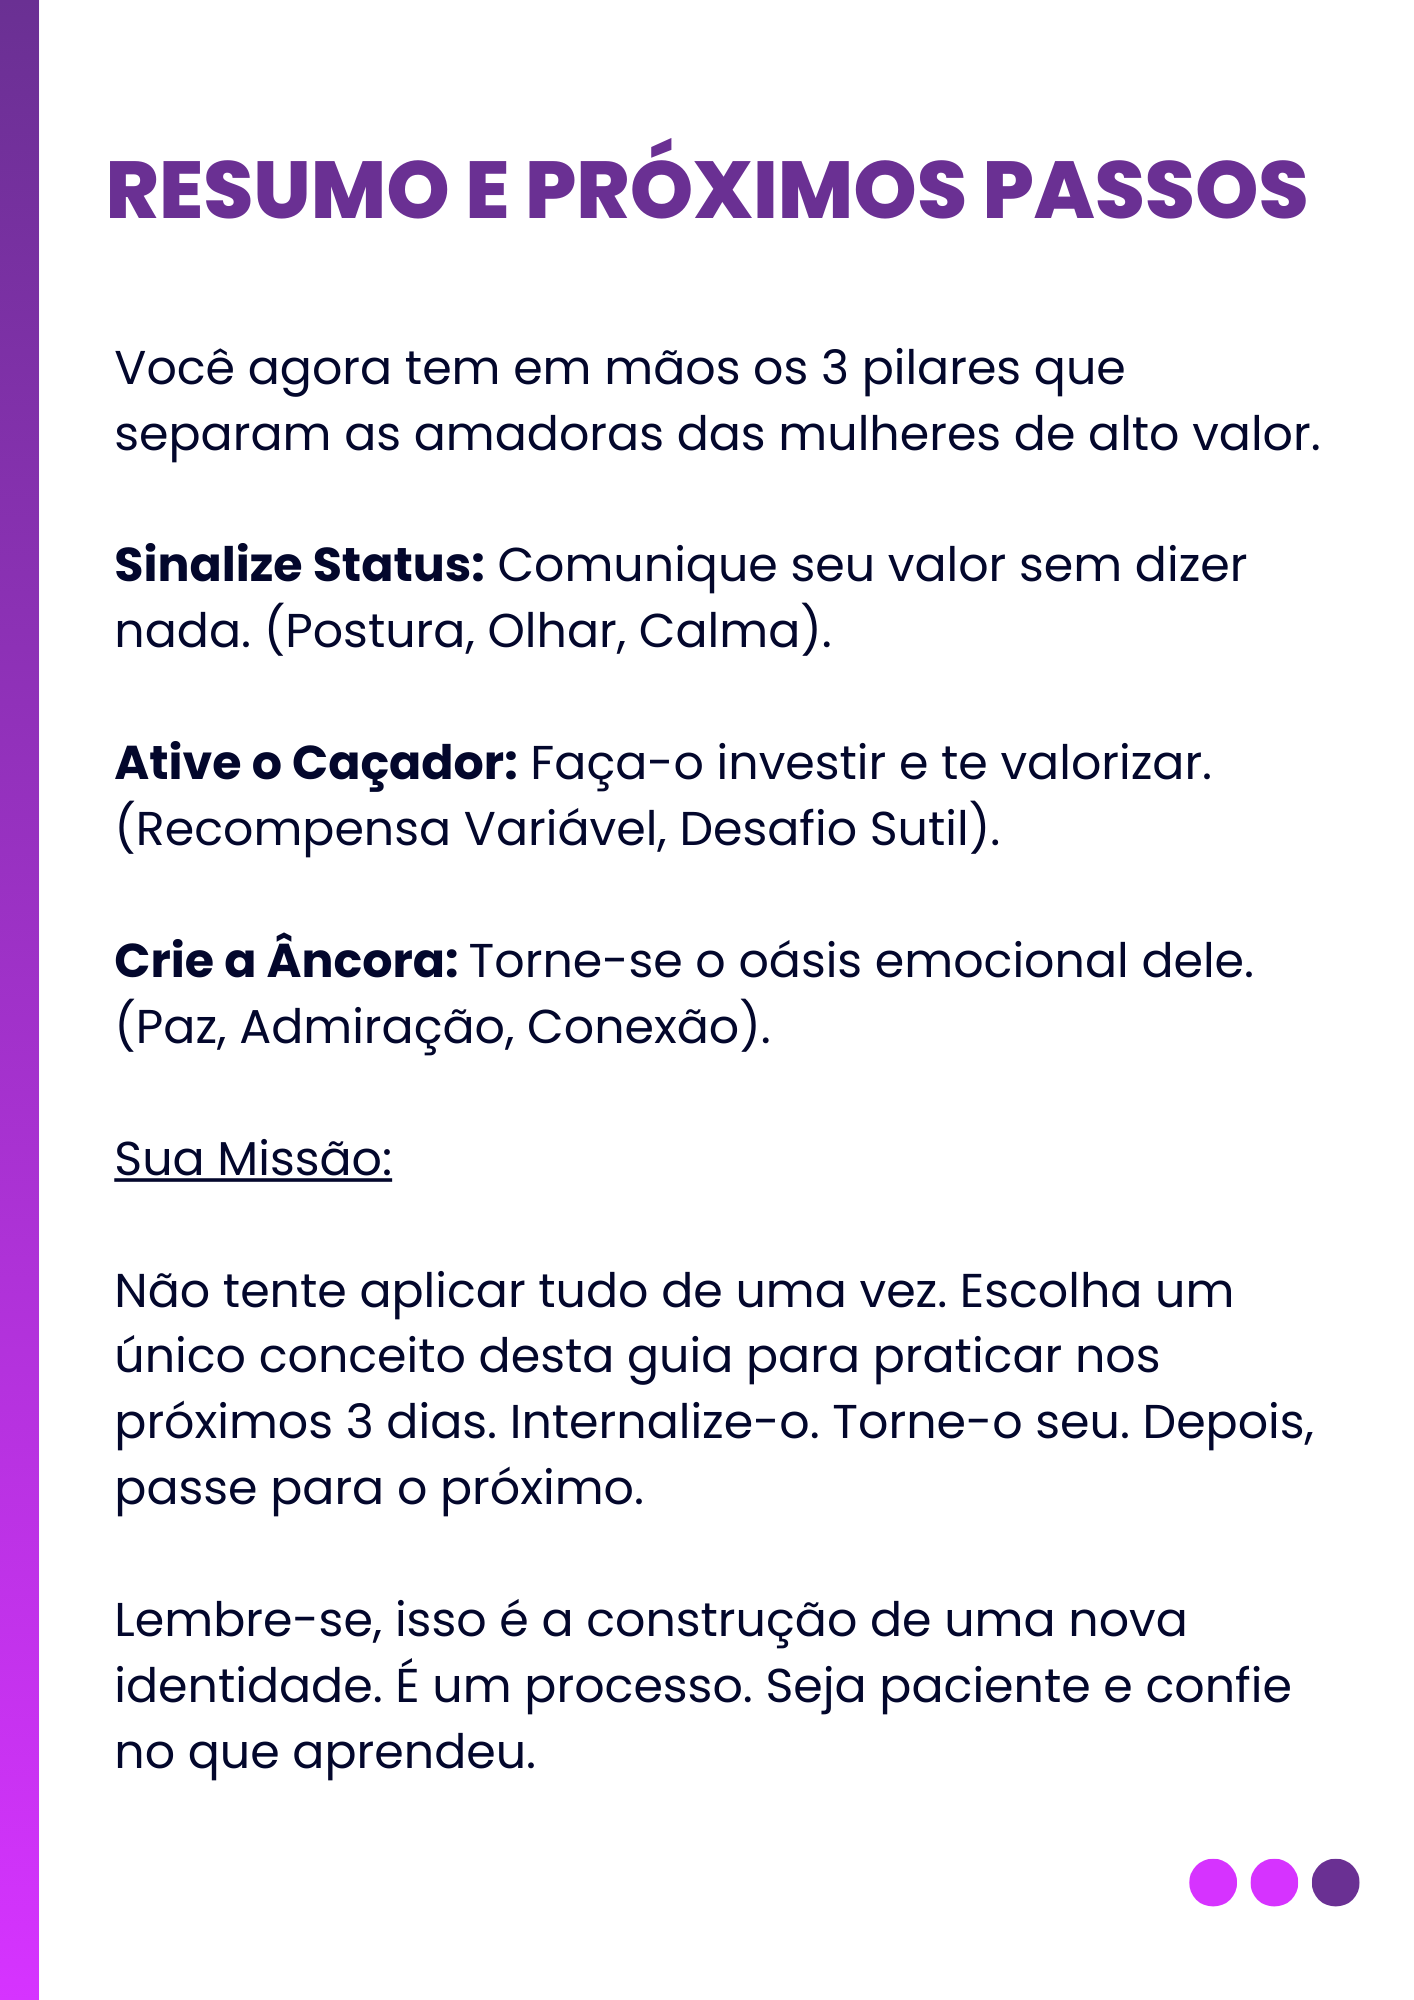 RESUMO E PRÓXIMOS PASSOS
Você agora tem em mãos os 3 pilares que
separam as amadoras das mulheres de alto valor.
Sinalize Status: Comunique seu valor sem dizer
nada. (Postura, Olhar, Calma).
Ative o Caçador: Faça-o investir e te valorizar.
(Recompensa Variável, Desafio Sutil).
Crie a Âncora: Torne-se o oásis emocional dele.
(Paz, Admiração, Conexão).
Sua Missão:
Não tente aplicar tudo de uma vez. Escolha um
único conceito desta guia para praticar nos
próximos 3 dias. Internalize-o. Torne-o seu. Depois,
passe para o próximo.
Lembre-se, isso é a construção de uma nova
identidade. É um processo. Seja paciente e confie
no que aprendeu.